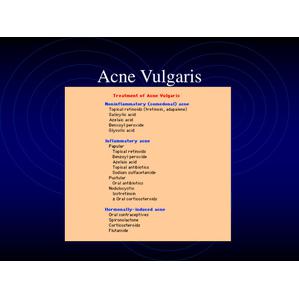 Acne Vulgaris
Treatment of Acne Vulgaris
Noninflammatory (comedonal) acne
Topical retinoids (tretinoin, adapalene)
Salicylic acid
Azelaic acid
Benzoyl peroxide
Glycolic acid
Inflammatory acne
Papular
Topical retinoids
Benzoyl peroxide
Azelaic acid
Topical antibiotics
Sodium sulfacetamide
Pustular
Oral antibiotics
Nodulocystic
Isotretinoin
± Oral corticosteroids
Hormonally-induced acne
Oral contraceptives
Spironolactone
Corticosteroids
Flutamide